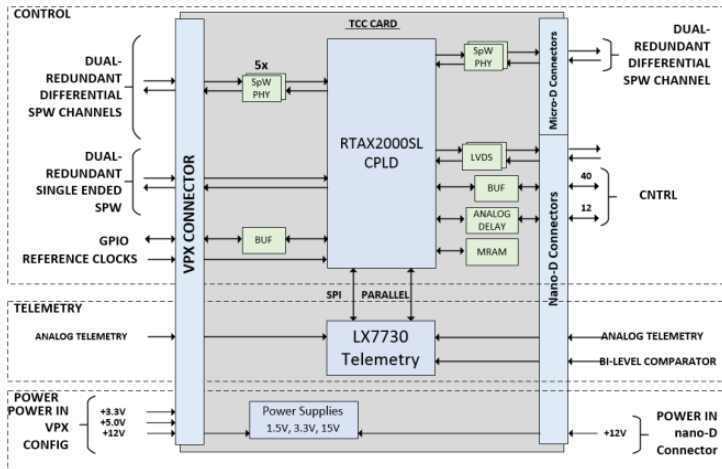 CONTROL
TCC CARD
DUAL-
REDUNDANT
DIFFERENTIAL
SPW CHANNELS
5x
SpW
PHY
RTAX2000SL
CPLD
SpW
PHY
Micro-D Connectors
DUAL-
REDUNDANT
DIFFERENTIAL
SPW CHANNEL
DUAL-
REDUNDANT
SINGLE ENDED
SPW
VPX CONNECTOR
LVDS
BUF
ANALOG
DELAY
MRAM
Nano-D Connectors
40
12
CNTRL
GPIO
REFERENCE CLOCKS
BUF
SPI
PARALLEL
TELEMETRY
ANALOG TELEMETRY
LX7730
Telemetry
ANALOG TELEMETRY
BI-LEVEL COMPARATOR
POWER
POWER IN
VPX
CONFIG
+3.3V
+5.0V
+12V
Power Supplies
1.5V, 3.3V, 15V
+12V
POWER IN
nano-D
Connector